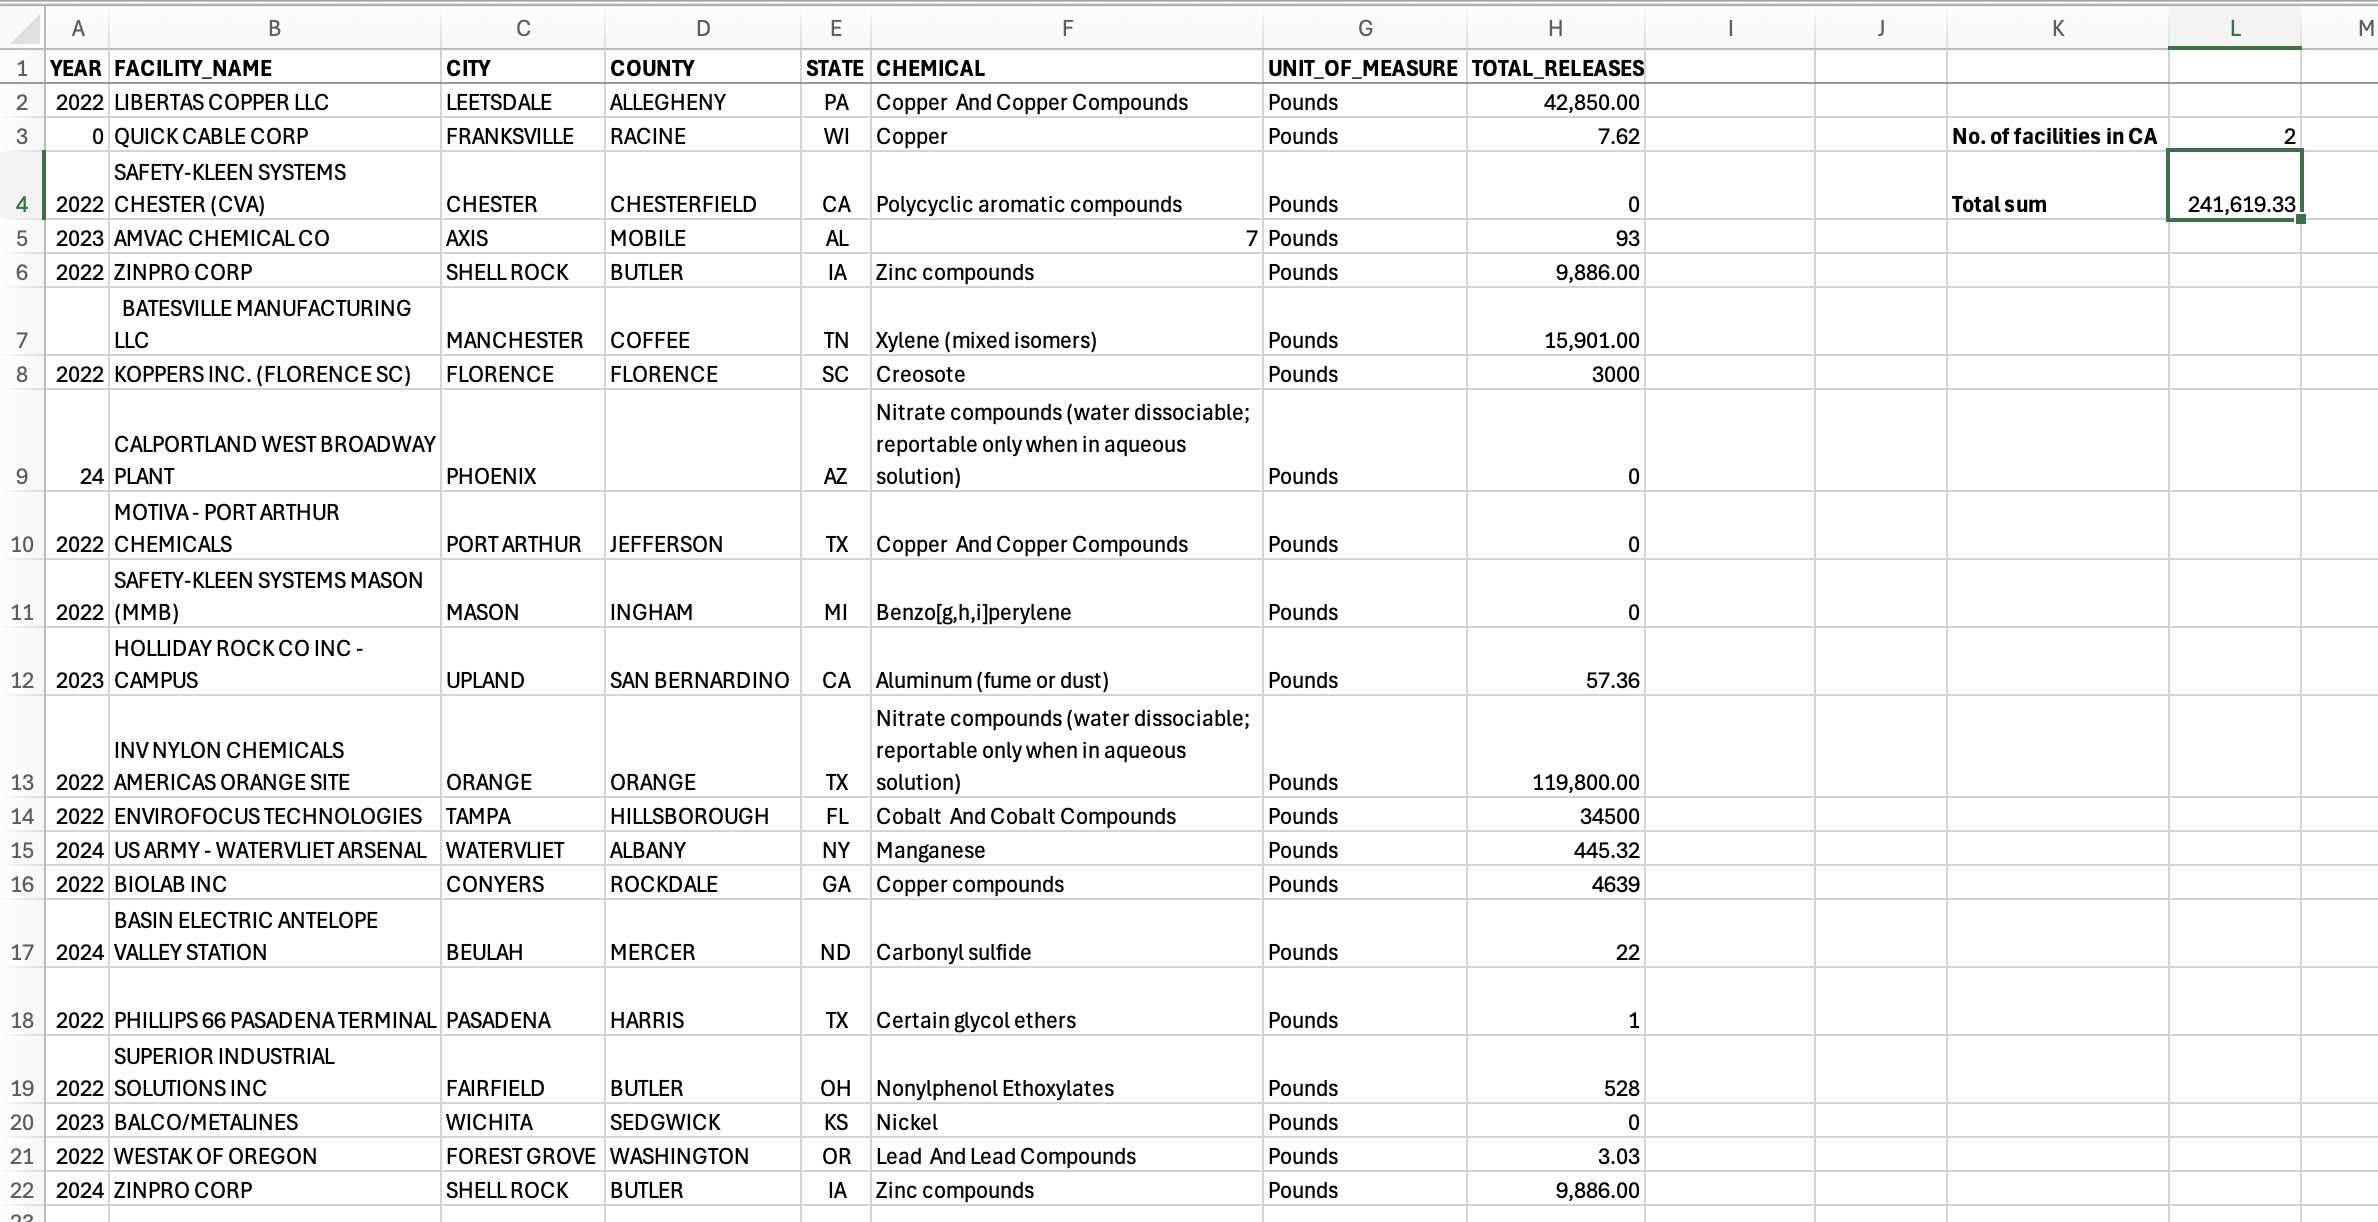 A B C D E F G H I J K L M
1 YEAR FACILITY_NAME CITY COUNTY STATE CHEMICAL UNIT_OF_MEASURE TOTAL_RELEASES
2 2022 LIBERTAS COPPER LLC LEETSDALE ALLEGHENY PA Copper  And Copper Compounds Pounds 42,850.00
3 0 QUICK CABLE CORP FRANKSVILLE RACINE WI Copper Pounds 7.62 No. of facilities in CA 2
SAFETY-KLEEN SYSTEMS
4 2022 CHESTER (CVA) CHESTER CHESTERFIELD CA Polycyclic aromatic compounds Pounds 0 Total sum 241,619.33
5 2023 AMVAC CHEMICAL CO AXIS MOBILE AL 7 Pounds 93
6 2022 ZINPRO CORP SHELL ROCK BUTLER IA Zinc compounds Pounds 9,886.00
BATESVILLE MANUFACTURING
7 LLC MANCHESTER COFFEE TN Xylene (mixed isomers) Pounds 15,901.00
8 2022 KOPPERS INC. (FLORENCE SC) FLORENCE FLORENCE SC Creosote Pounds 3000
Nitrate compounds (water dissociable;
CALPORTLAND WEST BROADWAY reportable only when in aqueous
9 24 PLANT PHOENIX AZ solution) Pounds 0
MOTIVA - PORT ARTHUR
10 2022 CHEMICALS PORT ARTHUR JEFFERSON TX Copper  And Copper Compounds Pounds 0
SAFETY-KLEEN SYSTEMS MASON
11 2022 (MMB) MASON INGHAM MI Benzo[g,h,i]perylene Pounds 0
HOLLIDAY ROCK CO INC -
12 2023 CAMPUS UPLAND SAN BERNARDINO CA Aluminum (fume or dust) Pounds 57.36
Nitrate compounds (water dissociable;
INV NYLON CHEMICALS reportable only when in aqueous
13 2022 AMERICAS ORANGE SITE ORANGE ORANGE TX solution) Pounds 119,800.00
14 2022 ENVIROFOCUS TECHNOLOGIES TAMPA HILLSBOROUGH FL Cobalt  And Cobalt Compounds Pounds 34500
15 2024 US ARMY - WATERVLIET ARSENAL WATERVLIET ALBANY NY Manganese Pounds 445.32
16 2022 BIOLAB INC CONYERS ROCKDALE GA Copper compounds Pounds 4639
BASIN ELECTRIC ANTELOPE
17 2024 VALLEY STATION BEULAH MERCER ND Carbonyl sulfide Pounds 22
18 2022 PHILLIPS 66 PASADENA TERMINAL PASADENA HARRIS TX Certain glycol ethers Pounds 1
SUPERIOR INDUSTRIAL
19 2022 SOLUTIONS INC FAIRFIELD BUTLER OH Nonylphenol Ethoxylates Pounds 528
20 2023 BALCO/METALINES WICHITA SEDGWICK KS Nickel Pounds 0
21 2022 WESTAK OF OREGON FOREST GROVE WASHINGTON OR Lead  And Lead Compounds Pounds 3.03
22 2024 ZINPRO CORP SHELL ROCK BUTLER IA Zinc compounds Pounds 9,886.00
23